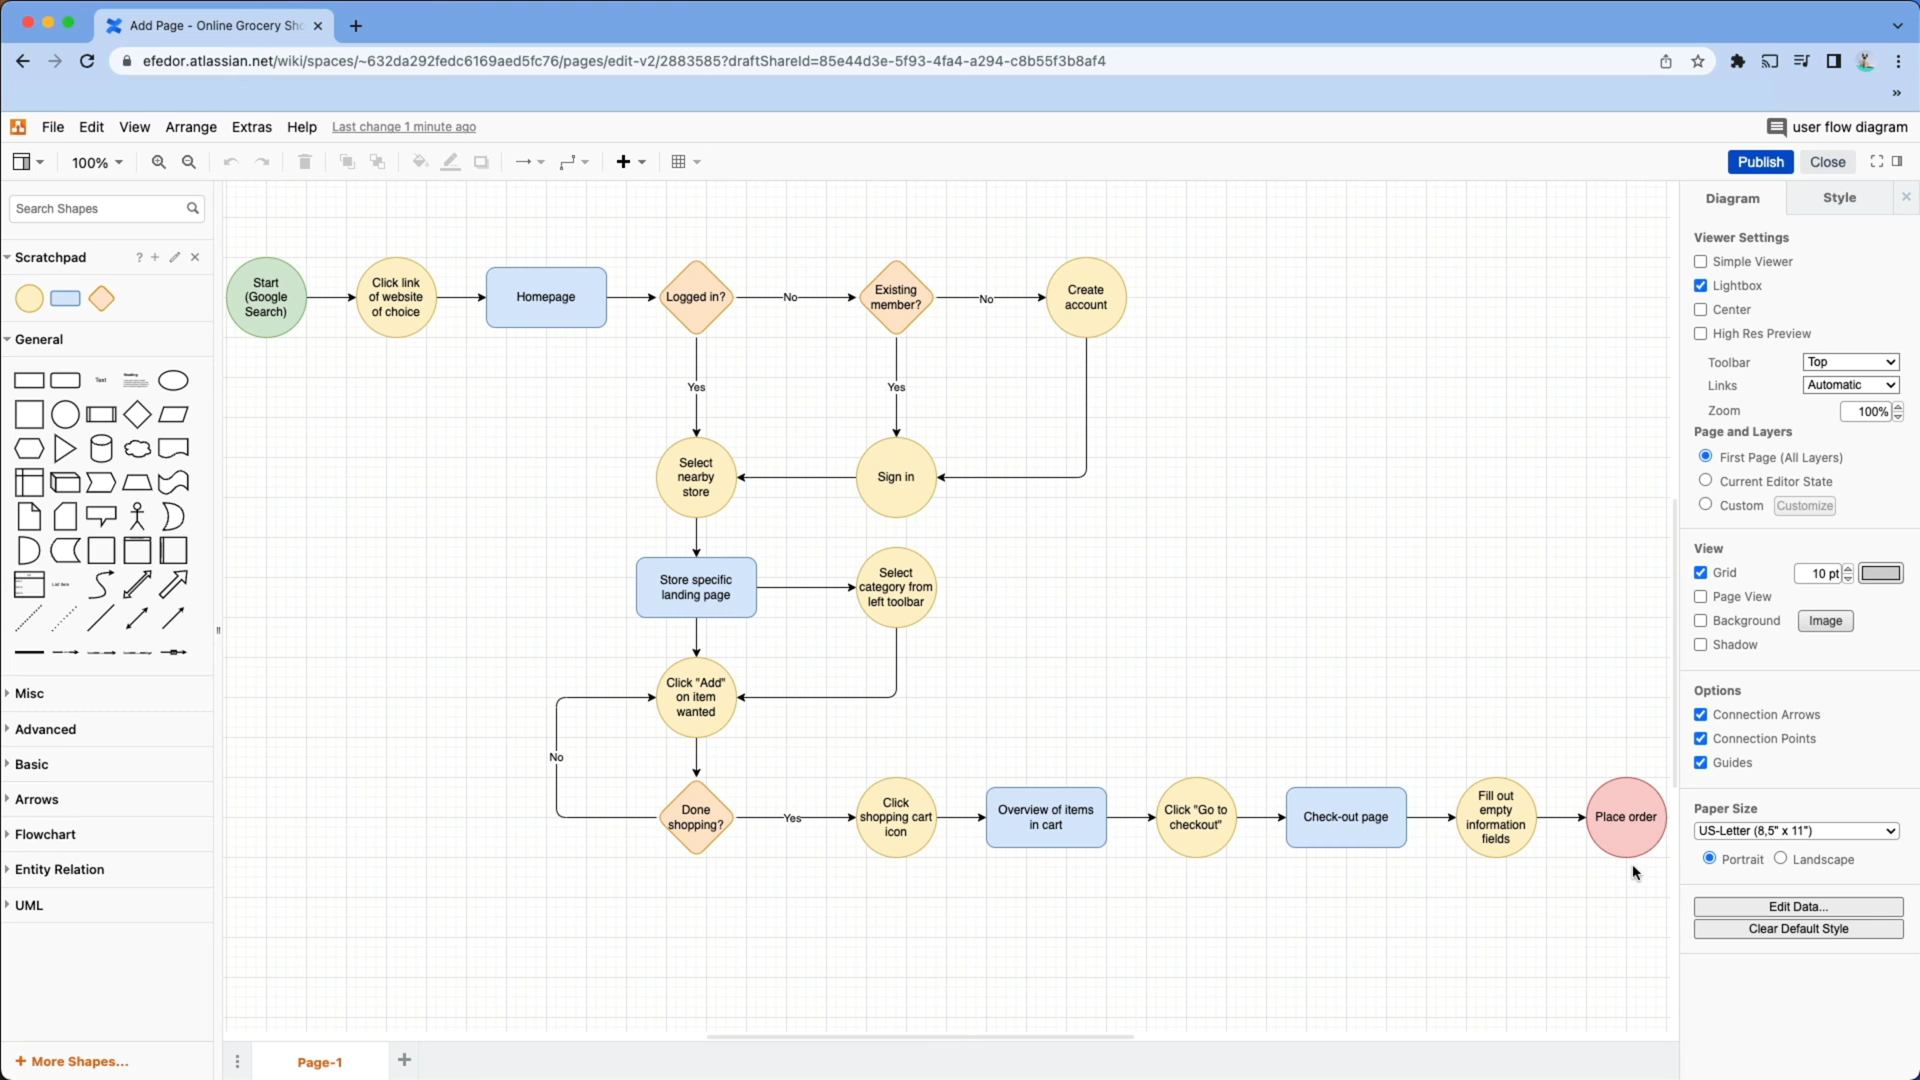 Add Page - Online Grocery Sho
efedor.atlassian.net/wiki/spaces/~632da292fedc6169aed5fc76/pages/edit-v2/2883585?draftShareId=85e44d3e-5f93-4fa4-a294-c8b55f3b8af4
File Edit View Arrange Extras Help Last change 1 minute ago
user flow diagram
100%
Publish Close
Search Shapes
Scratchpad
?
General
Text
Heading
List Item
Misc
Advanced
Basic
Arrows
Flowchart
Entity Relation
UML
+ More Shapes...
Start
(Google
Search)
Click link
of website
of choice
Homepage
Logged in?
No
Existing
member?
No
Create
account
Yes
Yes
Select
nearby
store
Sign in
Store specific
landing page
Select
category from
left toolbar
Click "Add"
on item
wanted
No
Done
shopping?
Yes
Click
shopping cart
icon
Overview of items
in cart
Click "Go to
checkout"
Check-out page
Fill out
empty
information
fields
Place order
Page-1
Diagram Style
Viewer Settings
Simple Viewer
Lightbox
Center
High Res Preview
Toolbar Top
Links Automatic
Zoom 100%
Page and Layers
First Page (All Layers)
Current Editor State
Custom Customize
View
Grid 10 pt
Page View
Background Image
Shadow
Options
Connection Arrows
Connection Points
Guides
Paper Size
US-Letter (8,5" x 11")
Portrait Landscape
Edit Data...
Clear Default Style